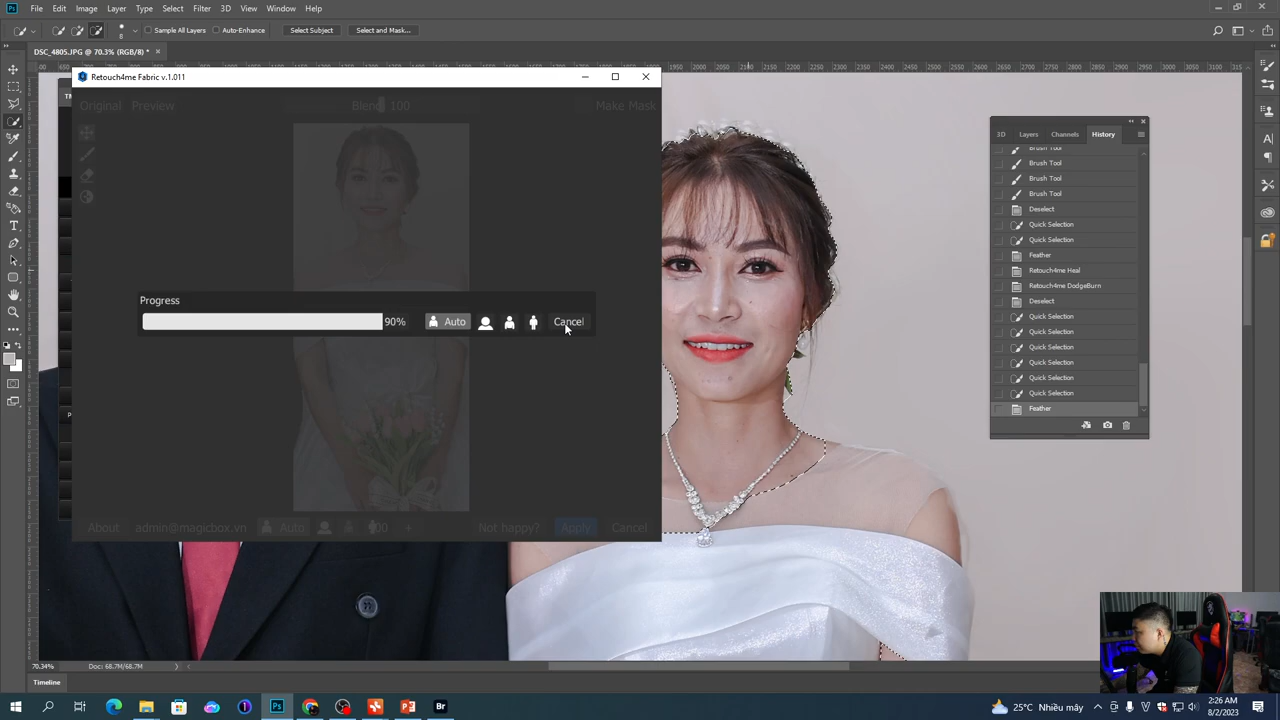 File Edit Image Layer Type Select Filter 3D View Window Help
8 Sample All Layers Auto-Enhance Select Subject Select and Mask...
DSC_4805.JPG @ 70.3% (RGB/8) *
Retouch4me Fabric v.1.011
Original Preview Blend 100 Make Mask
3D Layers Channels History
Brush Tool
Brush Tool
Brush Tool
Brush Tool
Deselect
Quick Selection
Quick Selection
Feather
Retouch4me Heal
Retouch4me DodgeBurn
Deselect
Quick Selection
Quick Selection
Quick Selection
Quick Selection
Quick Selection
Quick Selection
Feather
Progress
90% Auto Cancel
About admin@magicbox.vn Auto Not happy? Apply Cancel
70.34% Doc: 68.7M/68.7M
Timeline
25°C Nhiều mây
2:26 AM
8/2/2023